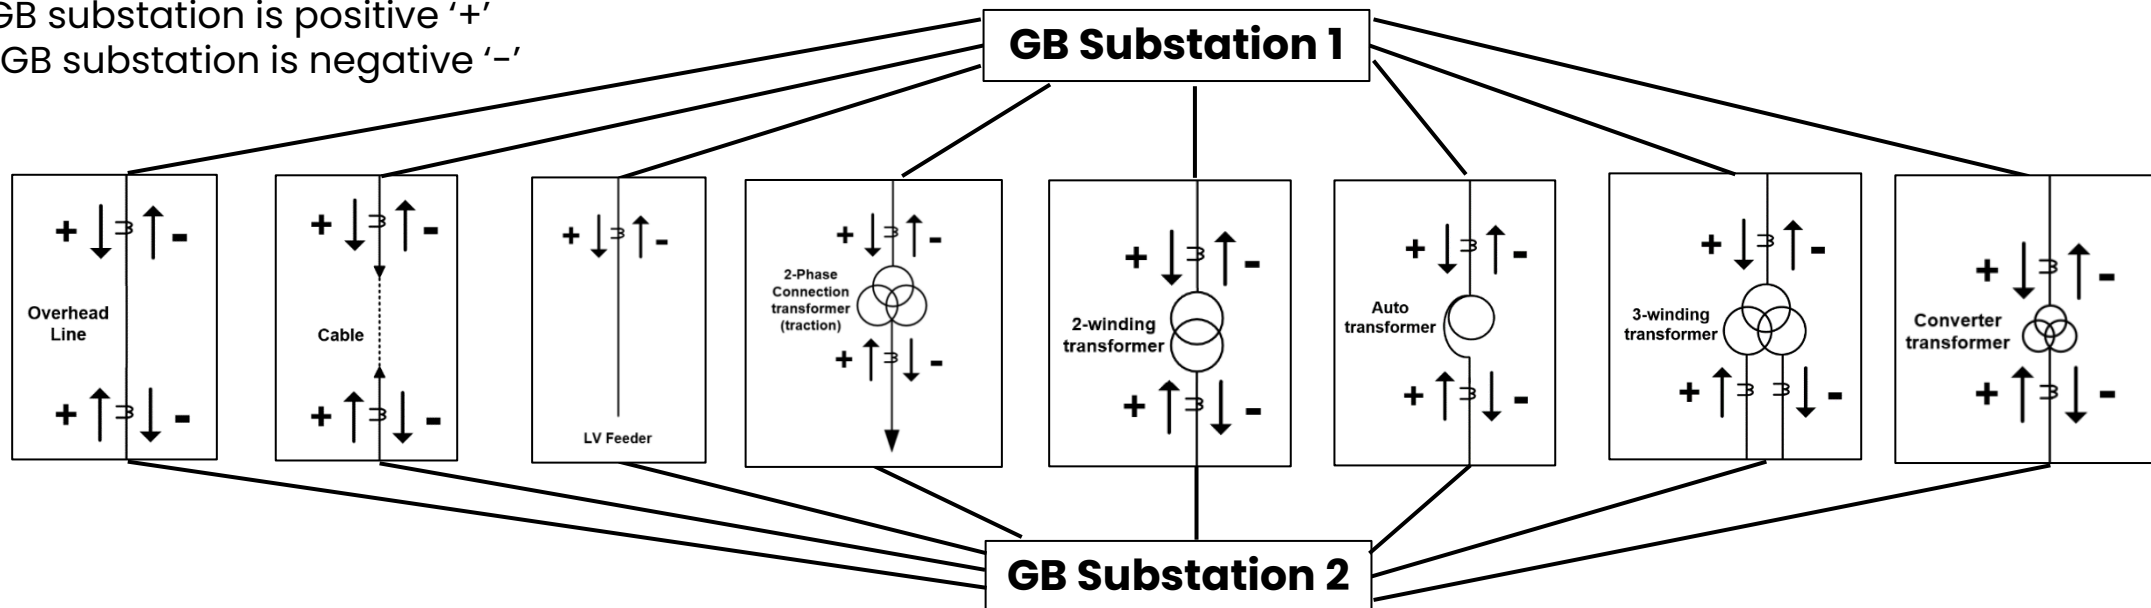 GB substation is positive ‘+’
GB substation is negative ‘-’
GB Substation 1
+ - + - + - + - + - + - + - + -
Overhead
Line
Cable
LV Feeder
2-Phase
Connection
transformer
(traction)
2-winding
transformer
Auto
transformer
3-winding
transformer
Converter
transformer
+ - + - + - + - + - + - + -
GB Substation 2